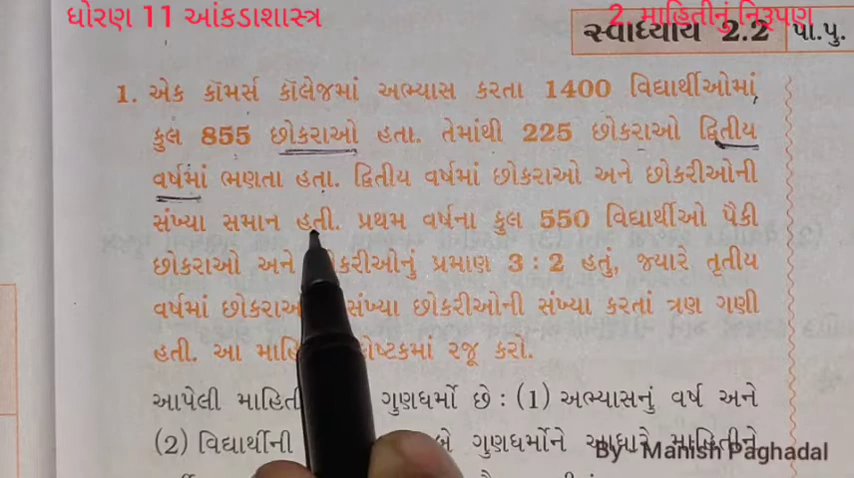 ધોરણ 11 આંકડાશાસ્ત્ર
2. માહિતીનું નિરૂપણ
સ્વાધ્યાય 2.2 પા.પુ.
1. એક કૉમર્સ કૉલેજમાં અભ્યાસ કરતા 1400 વિદ્યાર્થીઓમાં,
કુલ 855 છોકરાઓ હતા. તેમાંથી 225 છોકરાઓ દ્વિતીય
વર્ષમાં ભણતા હતા. દ્વિતીય વર્ષમાં છોકરાઓ અને છોકરીઓની
સંખ્યા સમાન હતી. પ્રથમ વર્ષના કુલ 550 વિદ્યાર્થીઓ પૈકી
છોકરાઓ અને કરીઓનું પ્રમાણ 3 : 2 હતું, જ્યારે તૃતીય
વર્ષમાં છોકરાઓ સંખ્યા છોકરીઓની સંખ્યા કરતાં ત્રણ ગણી
હતી. આ રજૂ કરો.
આપેલી ગુણધર્મો છે : (1) અભ્યાસનું વર્ષ અને
(2) વિદ્યાર્થીની બે ગુણધર્મોને આધારે માહિતીને
By - Manish Paghadal